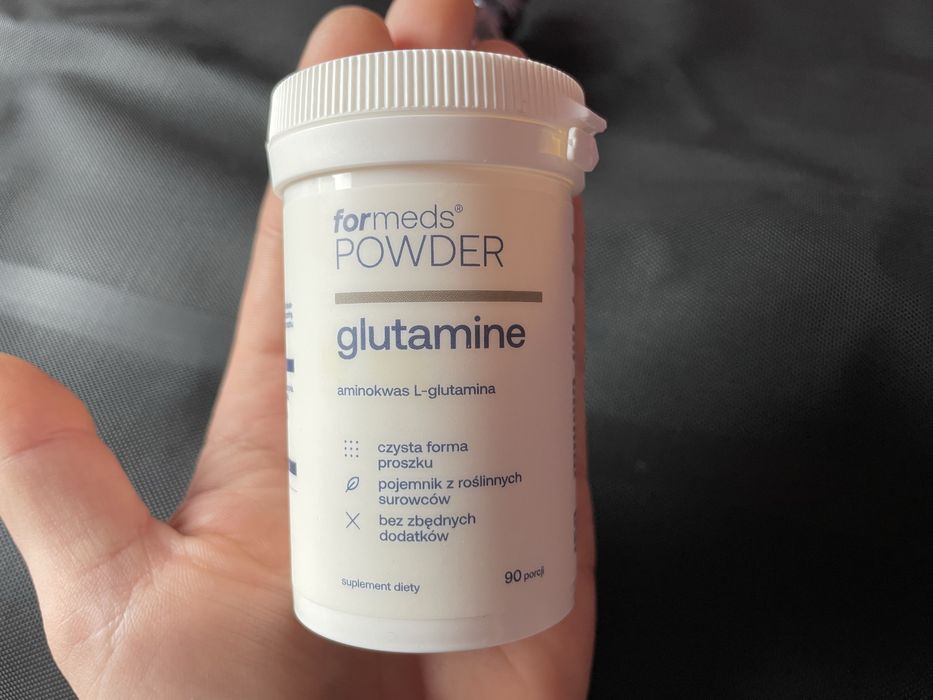 formeds®
POWDER
glutamine
aminokwas L-glutamina
czysta forma
proszku
pojemnik z roślinnych
surowców
bez zbędnych
dodatków
suplement diety
90 porcji